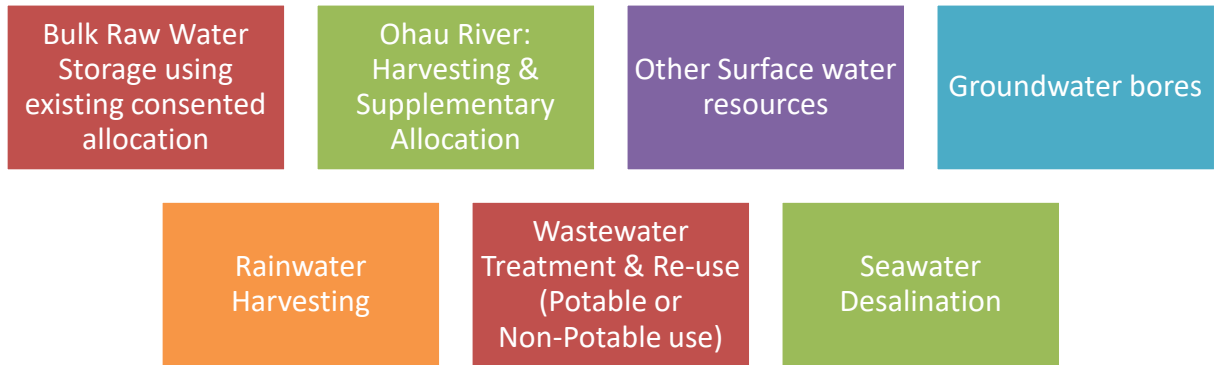 Bulk Raw Water
Storage using
existing consented
allocation
Ohau River:
Harvesting &
Supplementary
Allocation
Other Surface water
resources
Groundwater bores
Rainwater
Harvesting
Wastewater
Treatment & Re-use
(Potable or
Non-Potable use)
Seawater
Desalination